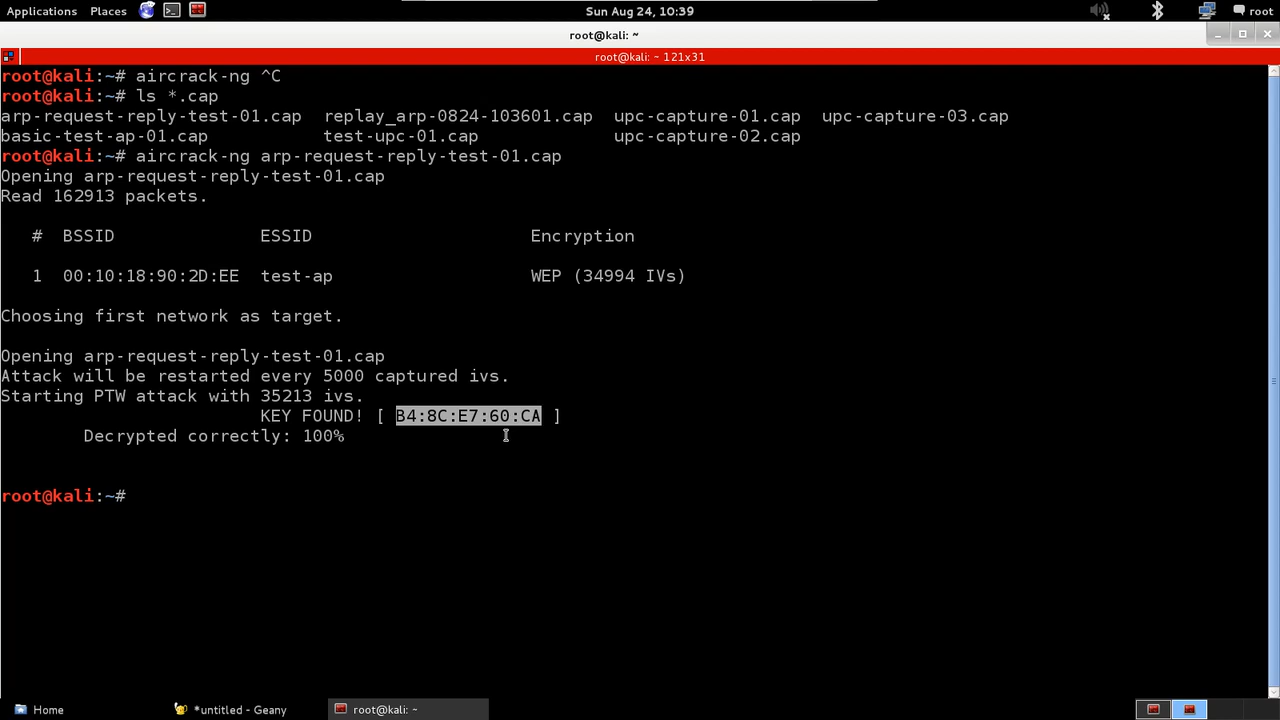 Applications Places Sun Aug 24, 10:39 root
root@kali: ~
root@kali: ~ 121x31
root@kali:~# aircrack-ng ^C
root@kali:~# ls *.cap
arp-request-reply-test-01.cap replay_arp-0824-103601.cap upc-capture-01.cap upc-capture-03.cap
basic-test-ap-01.cap test-upc-01.cap upc-capture-02.cap
root@kali:~# aircrack-ng arp-request-reply-test-01.cap
Opening arp-request-reply-test-01.cap
Read 162913 packets.
# BSSID ESSID Encryption
1 00:10:18:90:2D:EE test-ap WEP (34994 IVs)
Choosing first network as target.
Opening arp-request-reply-test-01.cap
Attack will be restarted every 5000 captured ivs.
Starting PTW attack with 35213 ivs.
KEY FOUND! [ B4:8C:E7:60:CA ]
Decrypted correctly: 100%
root@kali:~#
Home *untitled - Geany root@kali: ~